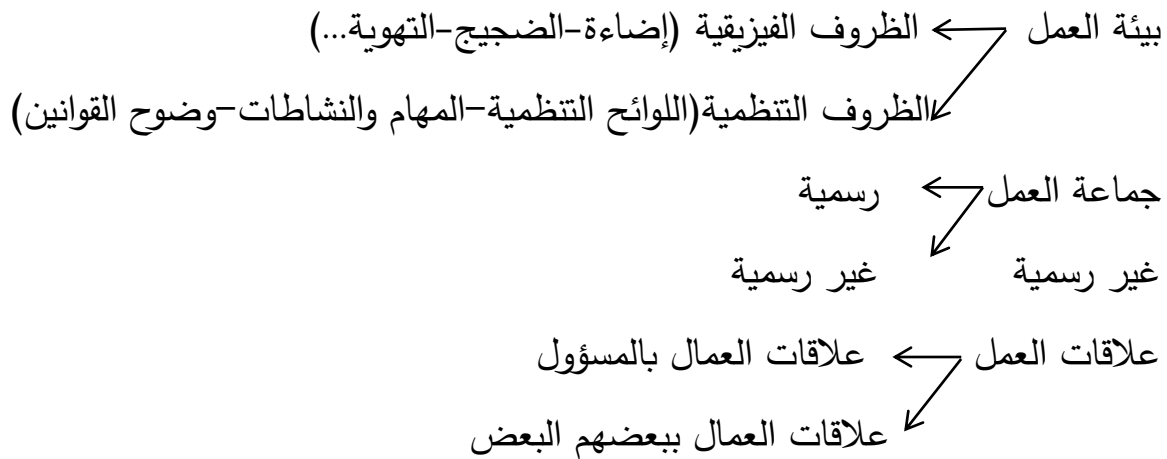 بيئة العمل الظروف الفيزيقية (إضاءة-الضجيج-التهوية...)
الظروف التنظمية(اللوائح التنظمية-المهام والنشاطات-وضوح القوانين)
جماعة العمل رسمية
غير رسمية غير رسمية
علاقات العمل علاقات العمال بالمسؤول
علاقات العمال ببعضهم البعض